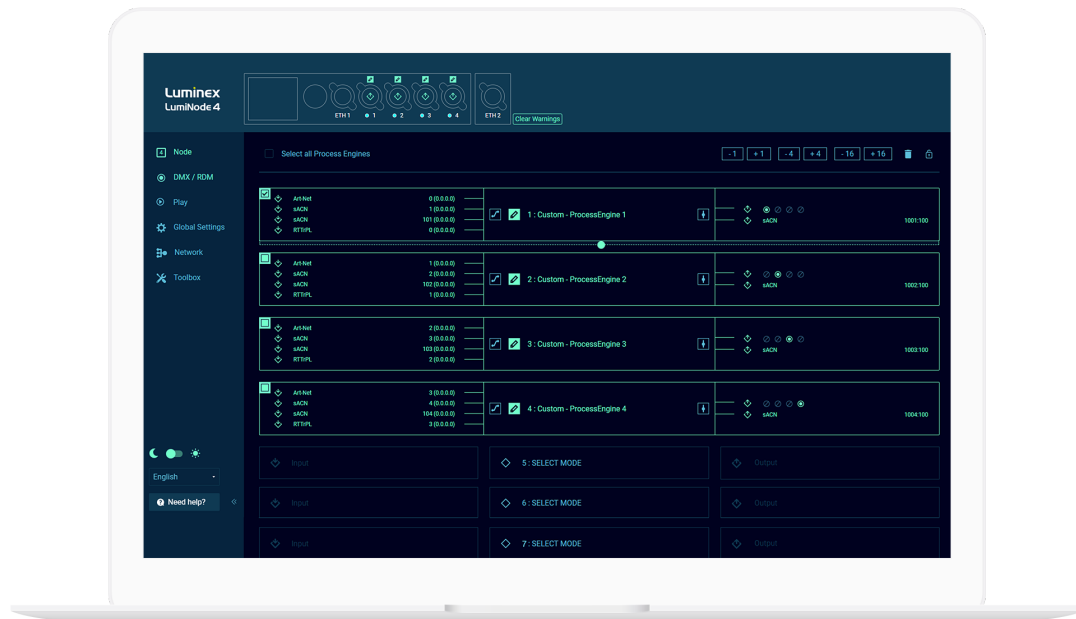 Luminex
LumiNode 4
ETH 1
1
2
3
4
ETH 2
Clear Warnings
Node
DMX / RDM
Play
Global Settings
Network
Toolbox
English
Need help?
Select all Process Engines
- 1
+ 1
- 4
+ 4
- 16
+ 16
Art-Net 0 (0.0.0.0)
sACN 1 (0.0.0.0)
sACN 101 (0.0.0.0)
RTTrPL 0 (0.0.0.0)
1 : Custom - ProcessEngine 1
sACN 1001:100
Art-Net 1 (0.0.0.0)
sACN 2 (0.0.0.0)
sACN 102 (0.0.0.0)
RTTrPL 1 (0.0.0.0)
2 : Custom - ProcessEngine 2
sACN 1002:100
Art-Net 2 (0.0.0.0)
sACN 3 (0.0.0.0)
sACN 103 (0.0.0.0)
RTTrPL 2 (0.0.0.0)
3 : Custom - ProcessEngine 3
sACN 1003:100
Art-Net 3 (0.0.0.0)
sACN 4 (0.0.0.0)
sACN 104 (0.0.0.0)
RTTrPL 3 (0.0.0.0)
4 : Custom - ProcessEngine 4
sACN 1004:100
Input 5 : SELECT MODE Output
Input 6 : SELECT MODE Output
Input 7 : SELECT MODE Output